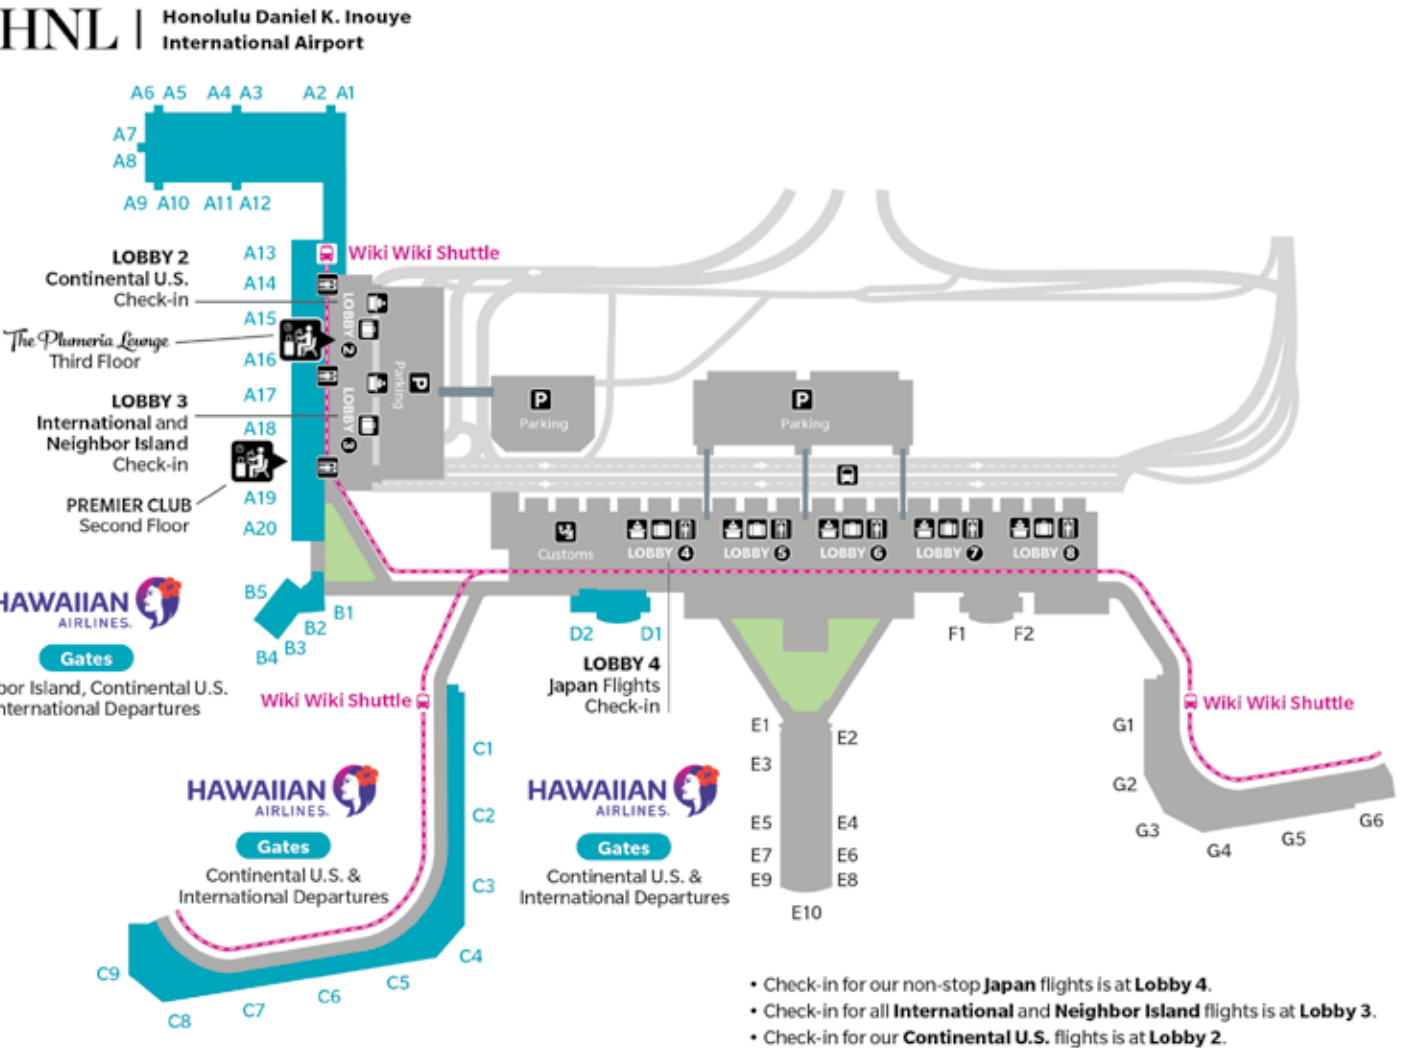 HNL
Honolulu Daniel K. Inouye
International Airport
A6 A5 A4 A3 A2 A1
A7
A8
A9 A10 A11 A12
A13
Wiki Wiki Shuttle
LOBBY 2
Continental U.S.
Check-in
A14
A15
The Plumeria Lounge
Third Floor
A16
LOBBY 2
LOBBY 3
Parking
P
P
Parking
P
Parking
LOBBY 3
International and
Neighbor Island
Check-in
A17
A18
PREMIER CLUB
Second Floor
A19
A20
Customs
LOBBY 4
LOBBY 5
LOBBY 6
LOBBY 7
LOBBY 8
HAWAIIAN
AIRLINES.
Gates
bor Island, Continental U.S.
nternational Departures
B5
B1
B2
B3
B4
D2 D1
F1 F2
LOBBY 4
Japan Flights
Check-in
Wiki Wiki Shuttle
Wiki Wiki Shuttle
C1
C2
C3
C4
C5
C6
C7
C8
C9
HAWAIIAN
AIRLINES.
Gates
Continental U.S. &
International Departures
HAWAIIAN
AIRLINES.
Gates
Continental U.S. &
International Departures
E1 E2
E3
E5 E4
E7 E6
E9 E8
E10
G1
G2
G3
G4
G5
G6
• Check-in for our non-stop Japan flights is at Lobby 4.
• Check-in for all International and Neighbor Island flights is at Lobby 3.
• Check-in for our Continental U.S. flights is at Lobby 2.